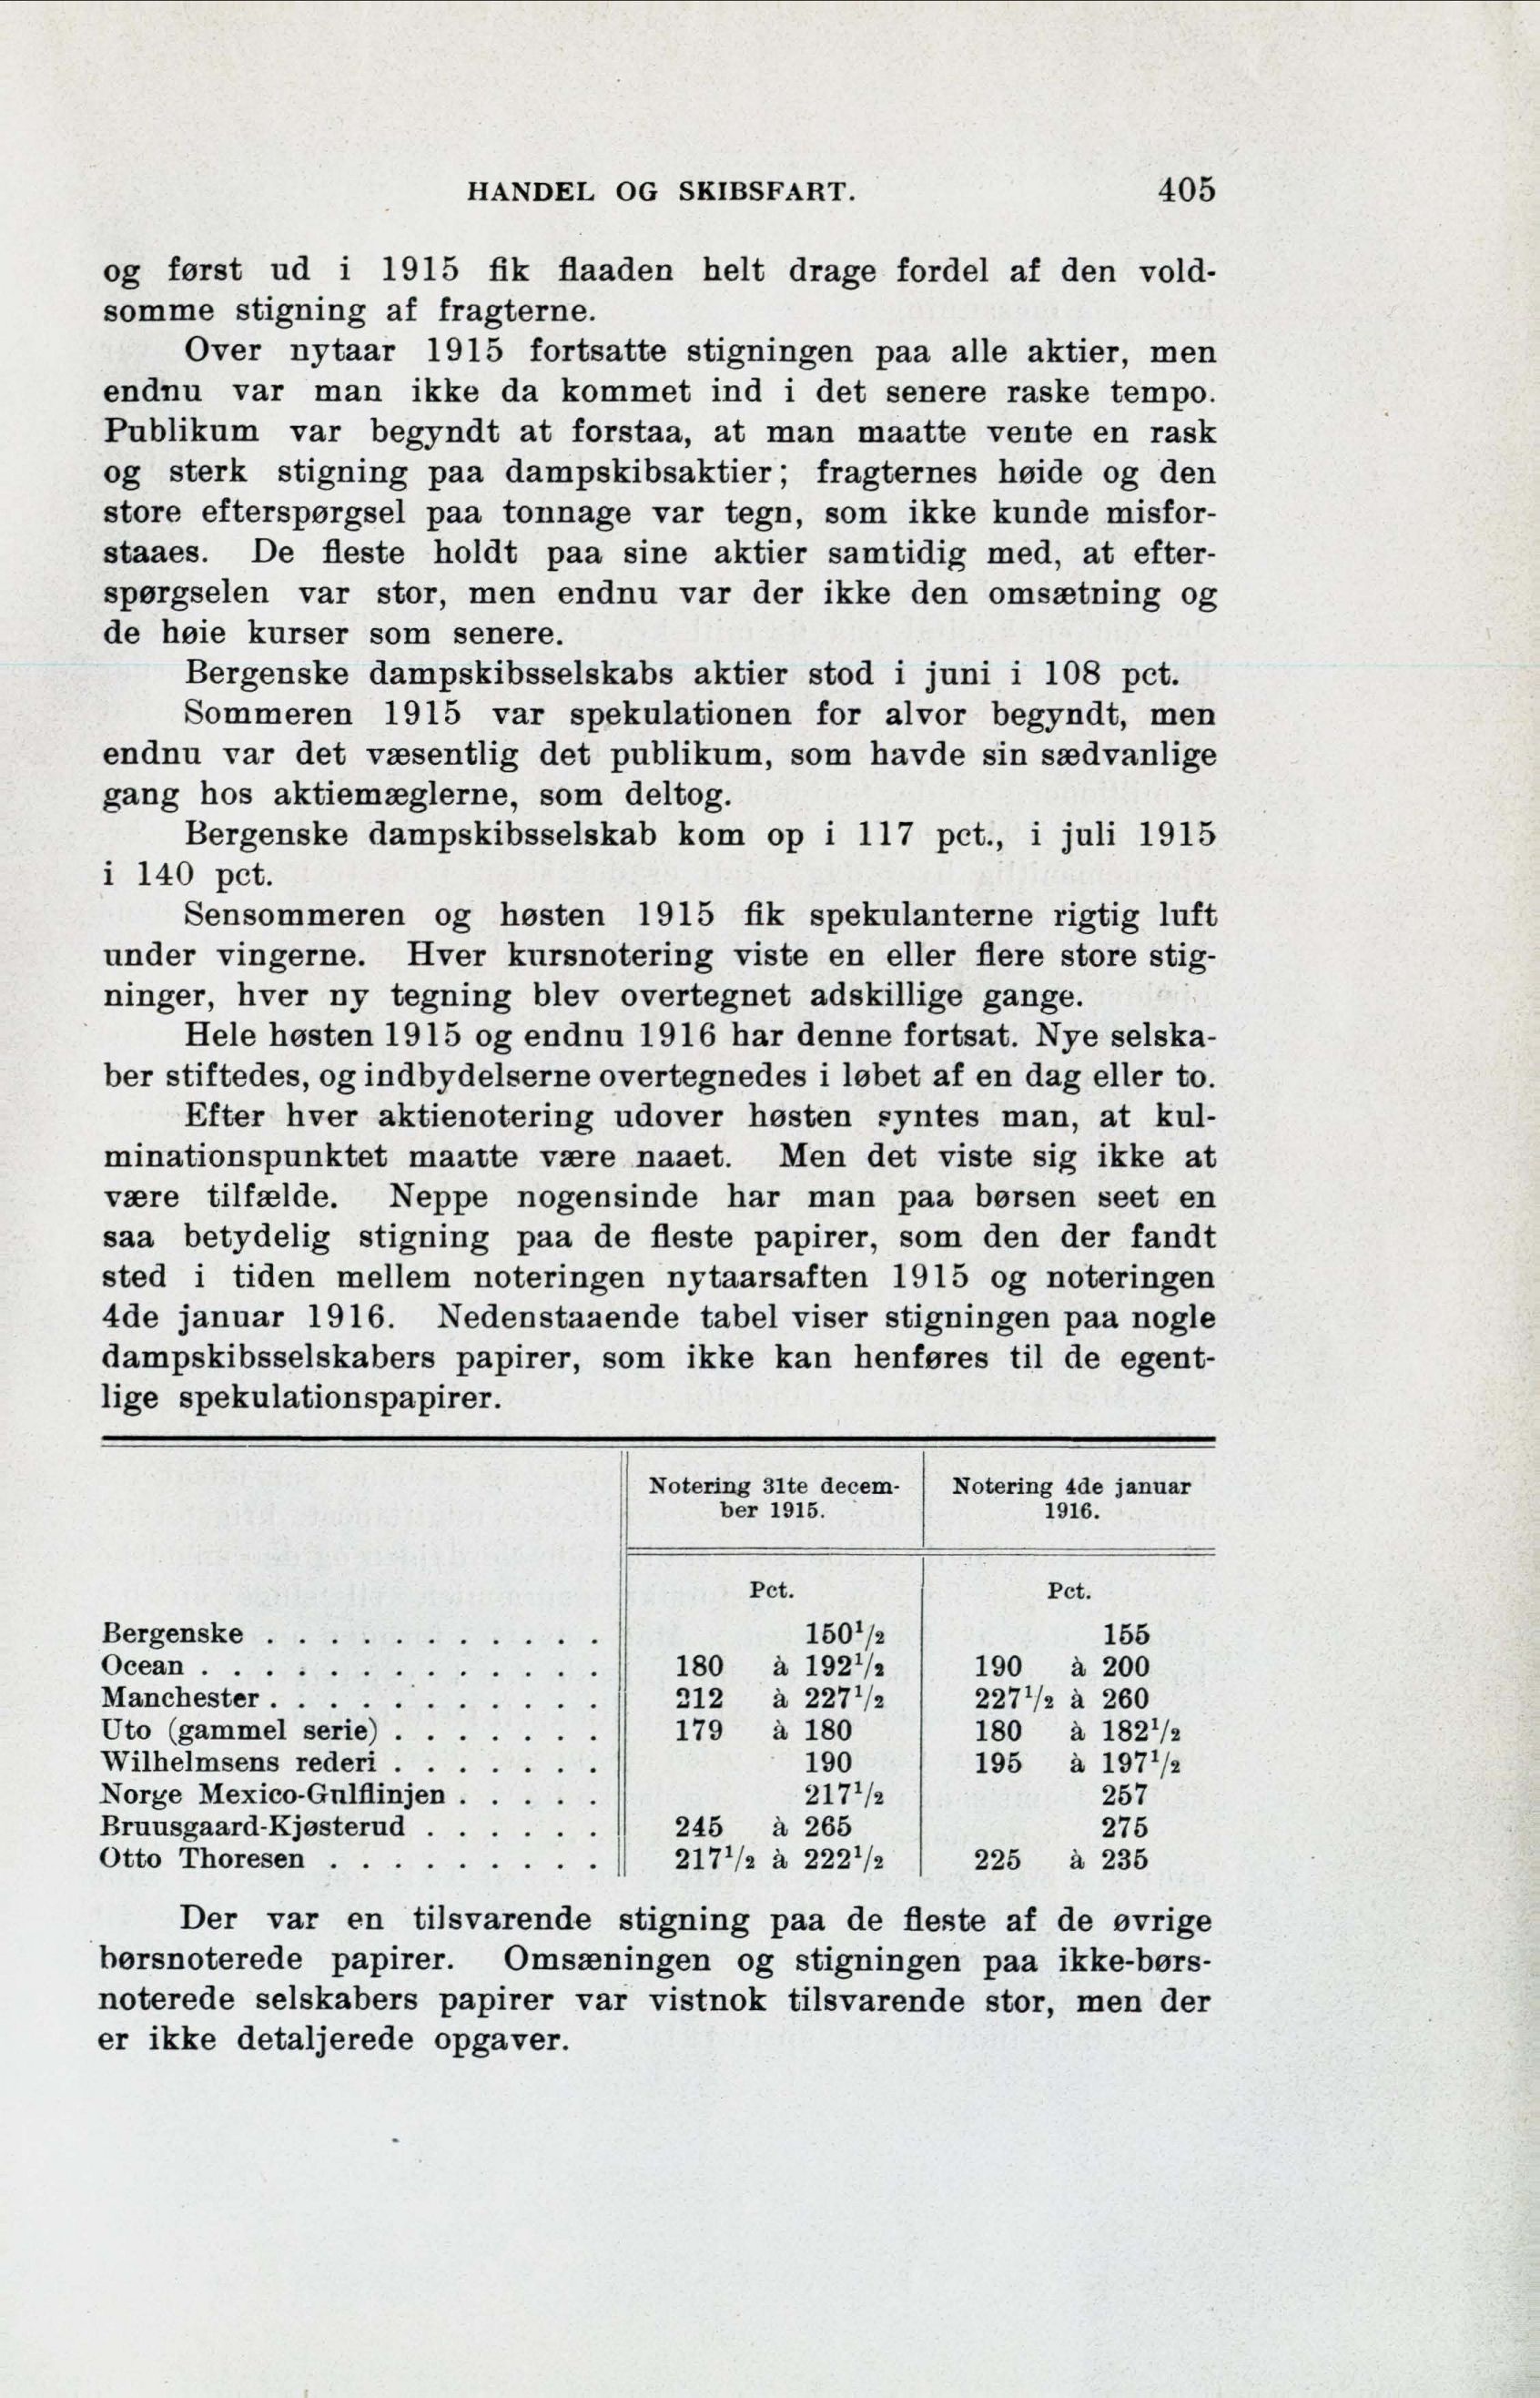 HANDEL OG SKIBSFART. 405
og først ud i 1915 fik flaaden helt drage fordel af den vold-
somme stigning af fragterne.
Over nytaar 1915 fortsatte stigningen paa alle aktier, men
endnu var man ikke da kommet ind i det senere raske tempo.
Publikum var begyndt at forstaa, at man maatte vente en rask
og sterk stigning paa dampskibsaktier; fragternes høide og den
store efterspørgsel paa tonnage var tegn, som ikke kunde misfor-
staaes. De fleste holdt paa sine aktier samtidig med, at efter-
spørgselen var stor, men endnu var der ikke den omsætning og
de høie kurser som senere.
Bergenske dampskibsselskabs aktier stod i juni i 108 pct.
Sommeren 1915 var spekulationen for alvor begyndt, men
endnu var det væsentlig det publikum, som havde sin sædvanlige
gang hos aktiemæglerne, som deltog.
Bergenske dampskibsselskab kom op i 117 pct., i juli 1915
i 140 pct.
Sensommeren og høsten 1915 fik spekulanterne rigtig luft
under vingerne. Hver kursnotering viste en eller flere store stig-
ninger, hver ny tegning blev overtegnet adskillige gange.
Hele høsten 1915 og endnu 1916 har denne fortsat. Nye selska-
ber stiftedes, og indbydelserne overtegnedes i løbet af en dag eller to.
Efter hver aktienotering udover høsten syntes man, at kul-
minationspunktet maatte være naaet. Men det viste sig ikke at
være tilfælde. Neppe nogensinde har man paa børsen seet en
saa betydelig stigning paa de fleste papirer, som den der fandt
sted i tiden mellem noteringen nytaarsaften 1915 og noteringen
4de januar 1916. Nedenstaaende tabel viser stigningen paa nogle
dampskibsselskabers papirer, som ikke kan henføres til de egent-
lige spekulationspapirer.
Notering 31te decem- Notering 4de januar
ber 1915. 1916.
Pct. Pct.
Bergenske . . . . . . . . . . . 150¹/₂ 155
Ocean . . . . . . . . . . . . . 180 à 192¹/₂ 190 à 200
Manchester . . . . . . . . . . . 212 à 227¹/₂ 227¹/₂ à 260
Uto (gammel serie) . . . . . . . 179 à 180 180 à 182¹/₂
Wilhelmsens rederi . . . . . . . 190 195 à 197¹/₂
Norge Mexico-Gulflinjen . . . . . 217¹/₂ 257
Bruusgaard-Kjøsterud . . . . . . 245 à 265 275
Otto Thoresen . . . . . . . . . 217¹/₂ à 222¹/₂ 225 à 235
Der var en tilsvarende stigning paa de fleste af de øvrige
børsnoterede papirer. Omsæningen og stigningen paa ikke-børs-
noterede selskabers papirer var vistnok tilsvarende stor, men der
er ikke detaljerede opgaver.